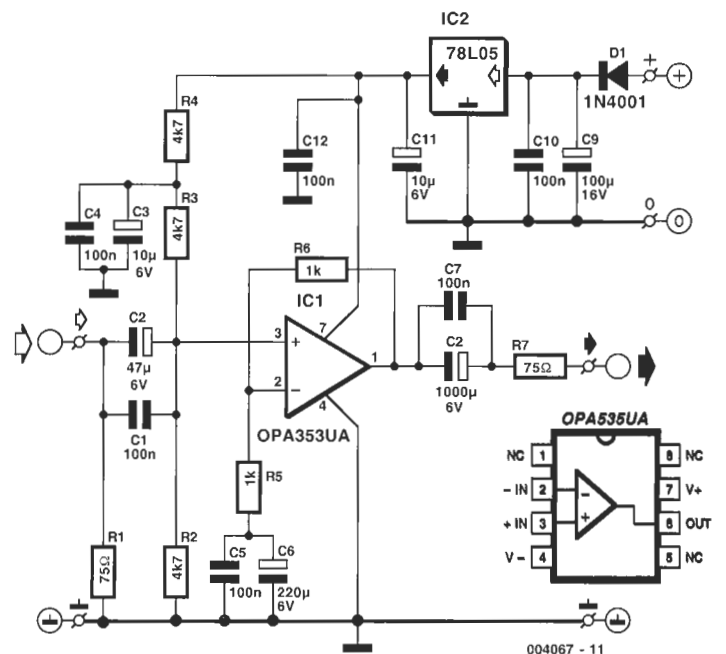 IC2
78L05
D1
+
+
1N4001
R4
4k7
C12
100n
C11
10µ
6V
C10
100n
C9
100µ
16V
0
0
C4
100n
C3
10µ
6V
R3
4k7
R6
1k
IC1
C7
100n
C2
47µ
6V
3
+
7
1
2
−
4
OPA353UA
C2
1000µ
6V
R7
75Ω
C1
100n
R5
1k
OPA535UA
NC 1
8 NC
− IN 2
−
7 V+
+ IN 3
+
6 OUT
V − 4
5 NC
R1
75Ω
R2
4k7
C5
100n
C6
220µ
6V
004067 - 11